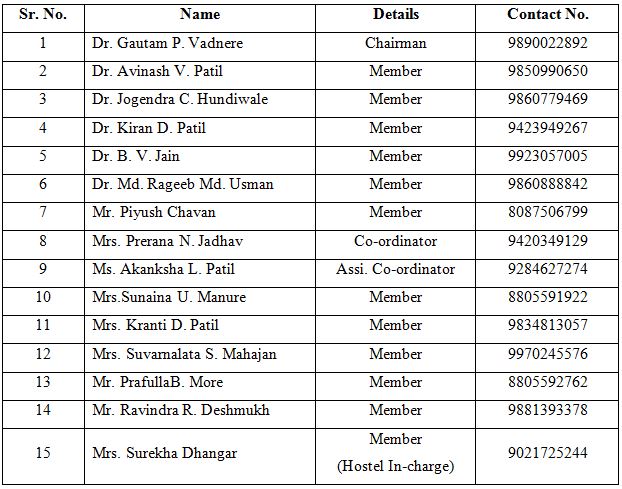 Sr. No. Name Details Contact No.
1 Dr. Gautam P. Vadnere Chairman 9890022892
2 Dr. Avinash V. Patil Member 9850990650
3 Dr. Jogendra C. Hundiwale Member 9860779469
4 Dr. Kiran D. Patil Member 9423949267
5 Dr. B. V. Jain Member 9923057005
6 Dr. Md. Rageeb Md. Usman Member 9860888842
7 Mr. Piyush Chavan Member 8087506799
8 Mrs. Prerana N. Jadhav Co-ordinator 9420349129
9 Ms. Akanksha L. Patil Assi. Co-ordinator 9284627274
10 Mrs.Sunaina U. Manure Member 8805591922
11 Mrs. Kranti D. Patil Member 9834813057
12 Mrs. Suvarnalata S. Mahajan Member 9970245576
13 Mr. PrafullaB. More Member 8805592762
14 Mr. Ravindra R. Deshmukh Member 9881393378
15 Mrs. Surekha Dhangar Member 9021725244
(Hostel In-charge)